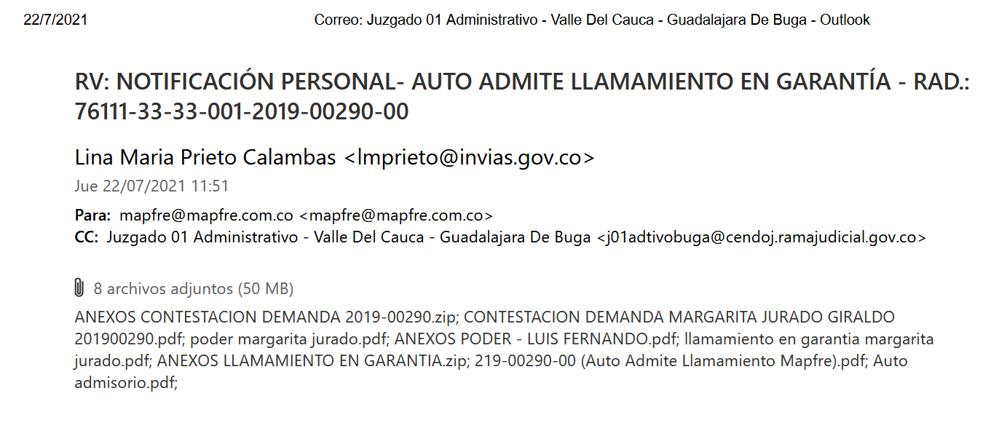 22/7/2021 Correo: Juzgado 01 Administrativo - Valle Del Cauca - Guadalajara De Buga - Outlook
RV: NOTIFICACIÓN PERSONAL- AUTO ADMITE LLAMAMIENTO EN GARANTÍA - RAD.:
76111-33-33-001-2019-00290-00
Lina Maria Prieto Calambas <lmprieto@invias.gov.co>
Jue 22/07/2021 11:51
Para: mapfre@mapfre.com.co <mapfre@mapfre.com.co>
CC: Juzgado 01 Administrativo - Valle Del Cauca - Guadalajara De Buga <j01adtivobuga@cendoj.ramajudicial.gov.co>
8 archivos adjuntos (50 MB)
ANEXOS CONTESTACION DEMANDA 2019-00290.zip; CONTESTACION DEMANDA MARGARITA JURADO GIRALDO
201900290.pdf; poder margarita jurado.pdf; ANEXOS PODER - LUIS FERNANDO.pdf; llamamiento en garantia margarita
jurado.pdf; ANEXOS LLAMAMIENTO EN GARANTIA.zip; 219-00290-00 (Auto Admite Llamamiento Mapfre).pdf; Auto
admisorio.pdf;